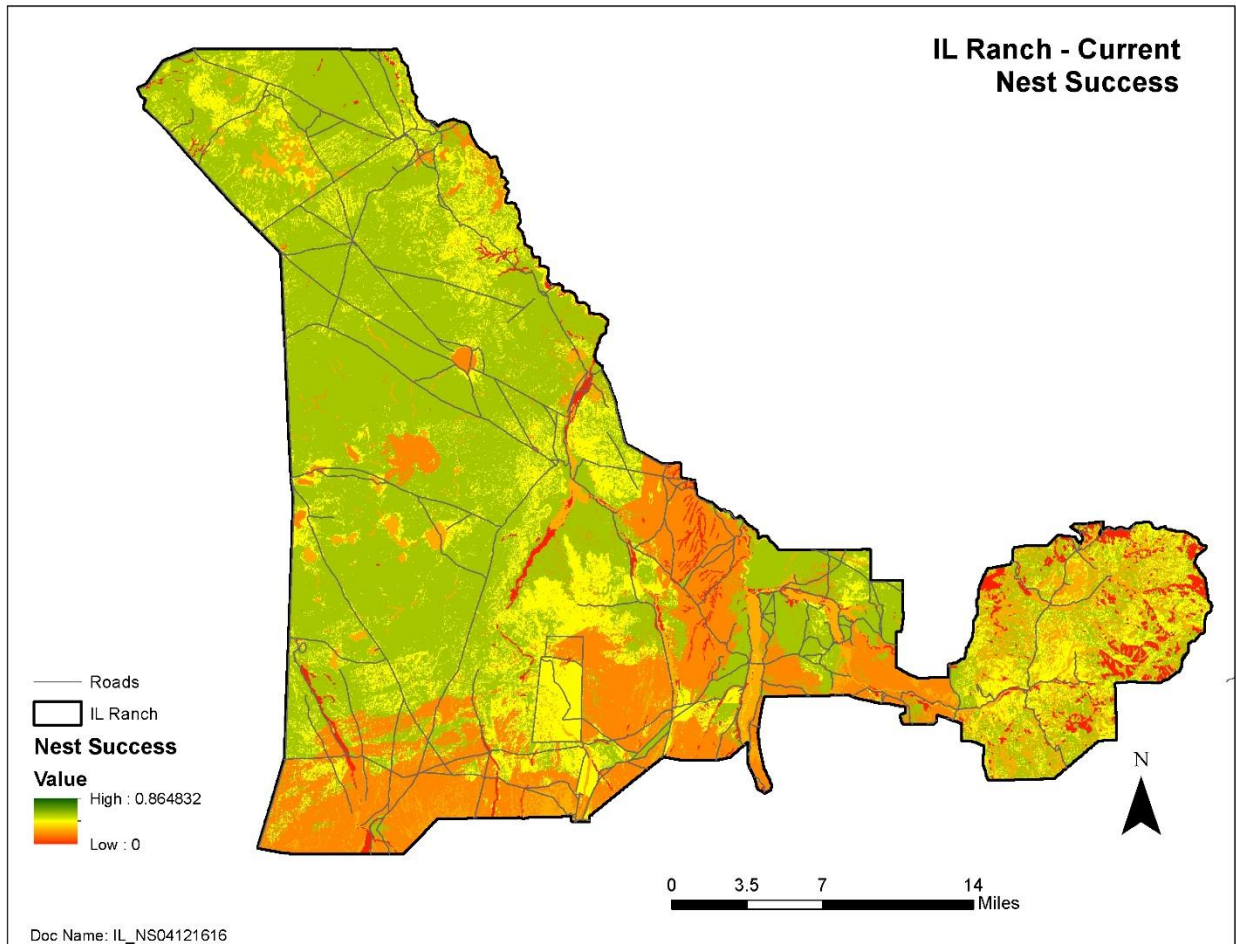 IL Ranch - Current
Nest Success
Roads
IL Ranch
Nest Success
Value
High : 0.864832
Low : 0
N
0 3.5 7 14
Miles
Doc Name: IL_NS04121616